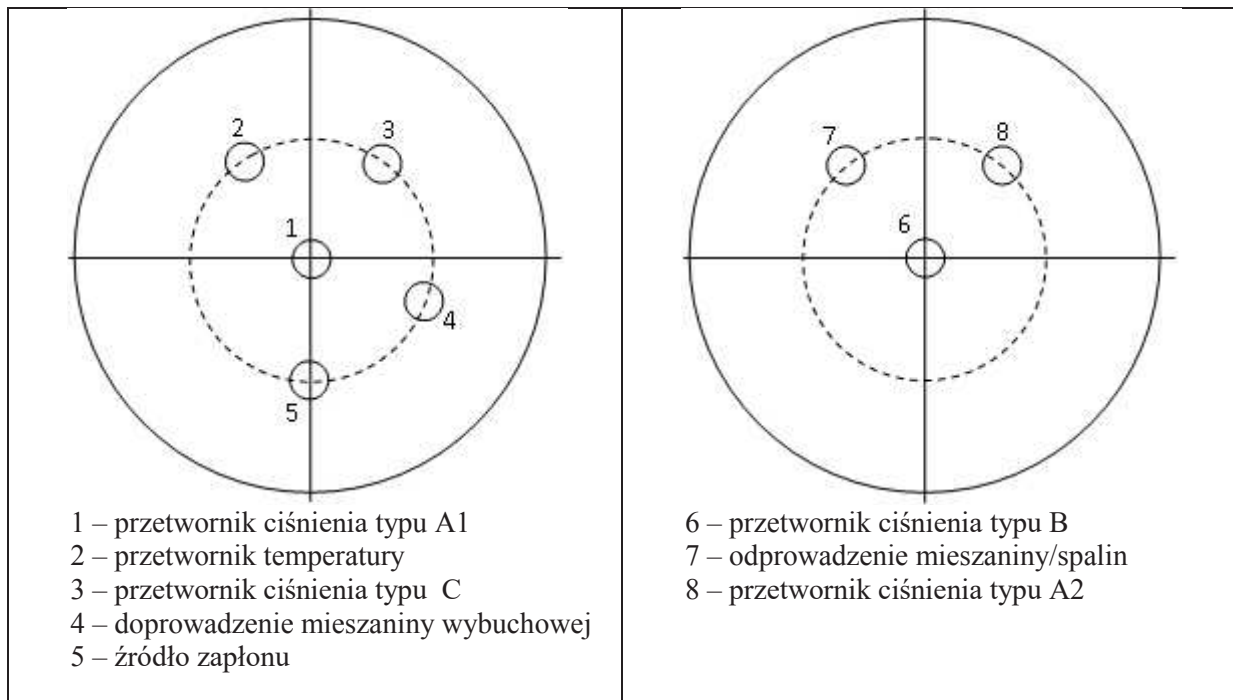 2
3
1
4
5
1 – przetwornik ciśnienia typu A1
2 – przetwornik temperatury
3 – przetwornik ciśnienia typu  C
4 – doprowadzenie mieszaniny wybuchowej
5 – źródło zapłonu
7
8
6
6 – przetwornik ciśnienia typu B
7 – odprowadzenie mieszaniny/spalin
8 – przetwornik ciśnienia typu A2